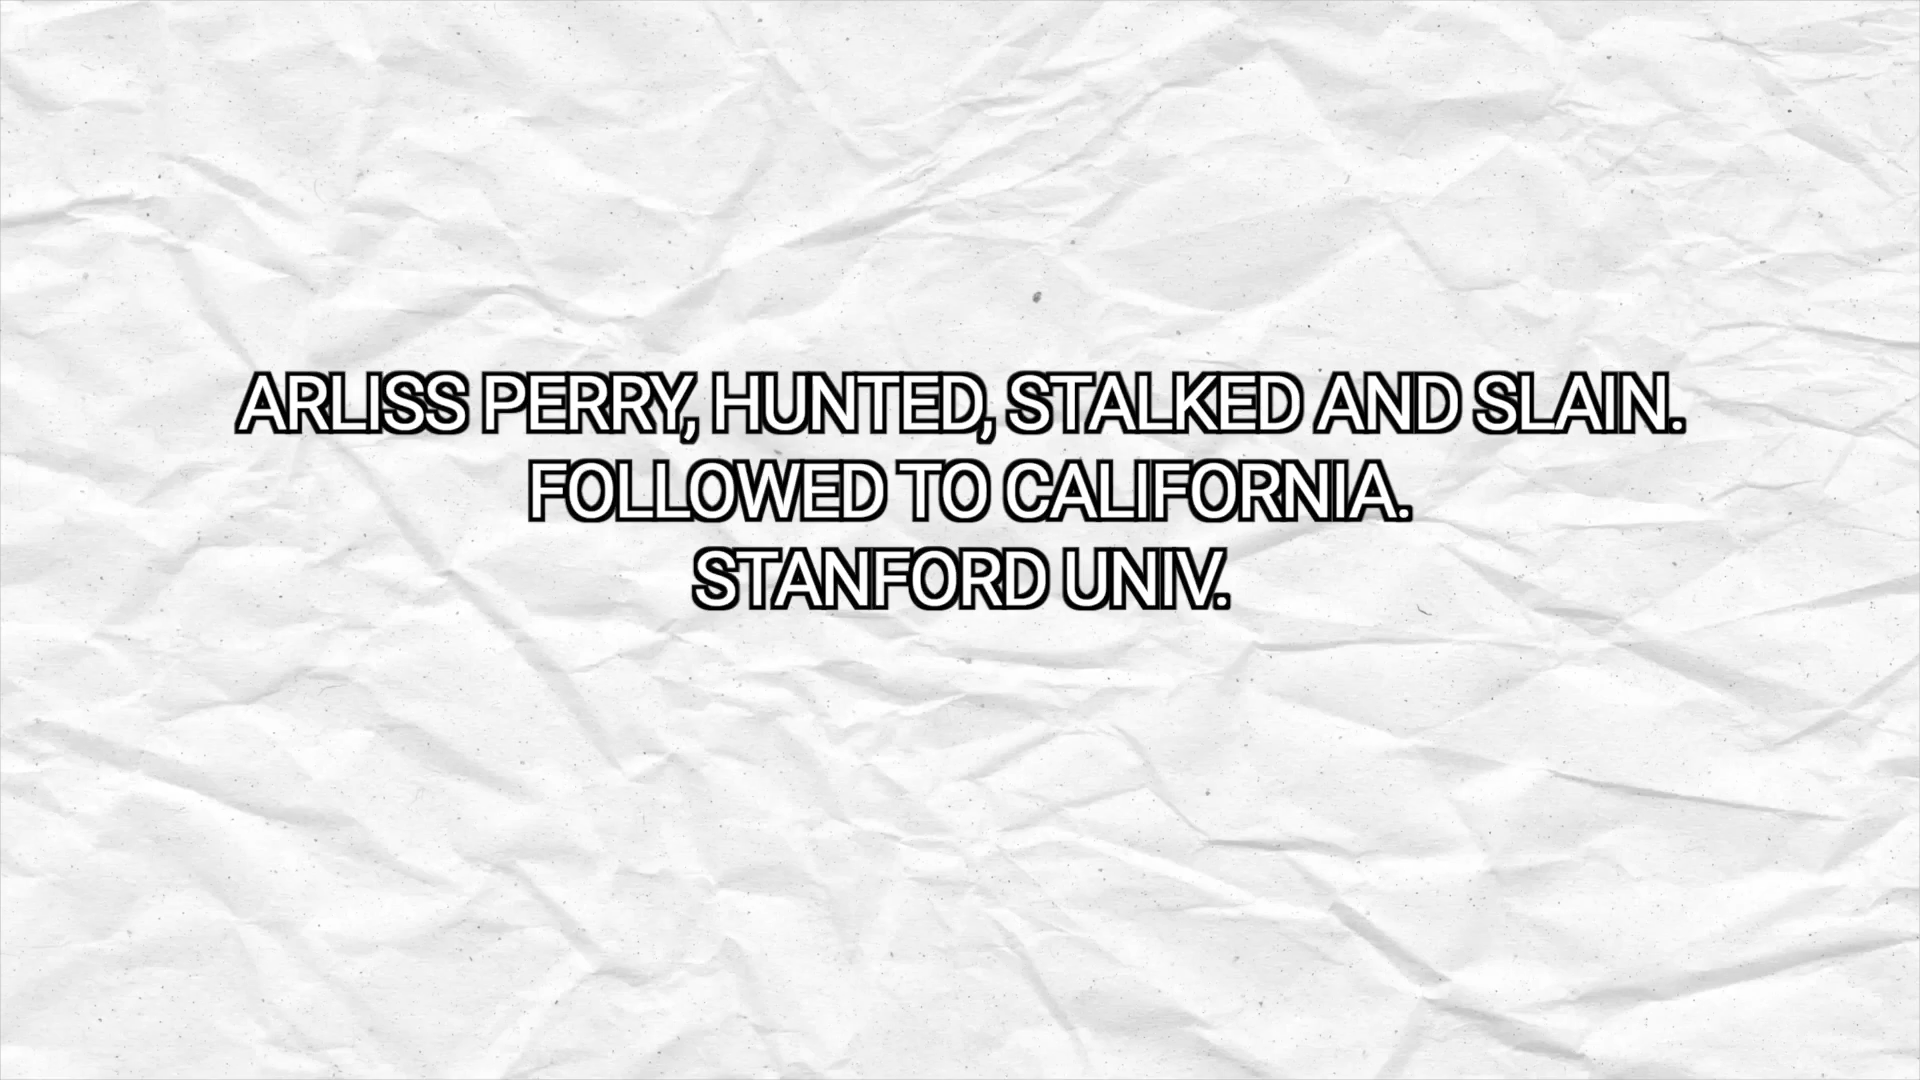 ARLISS PERRY, HUNTED, STALKED AND SLAIN.
FOLLOWED TO CALIFORNIA.
STANFORD UNIV.